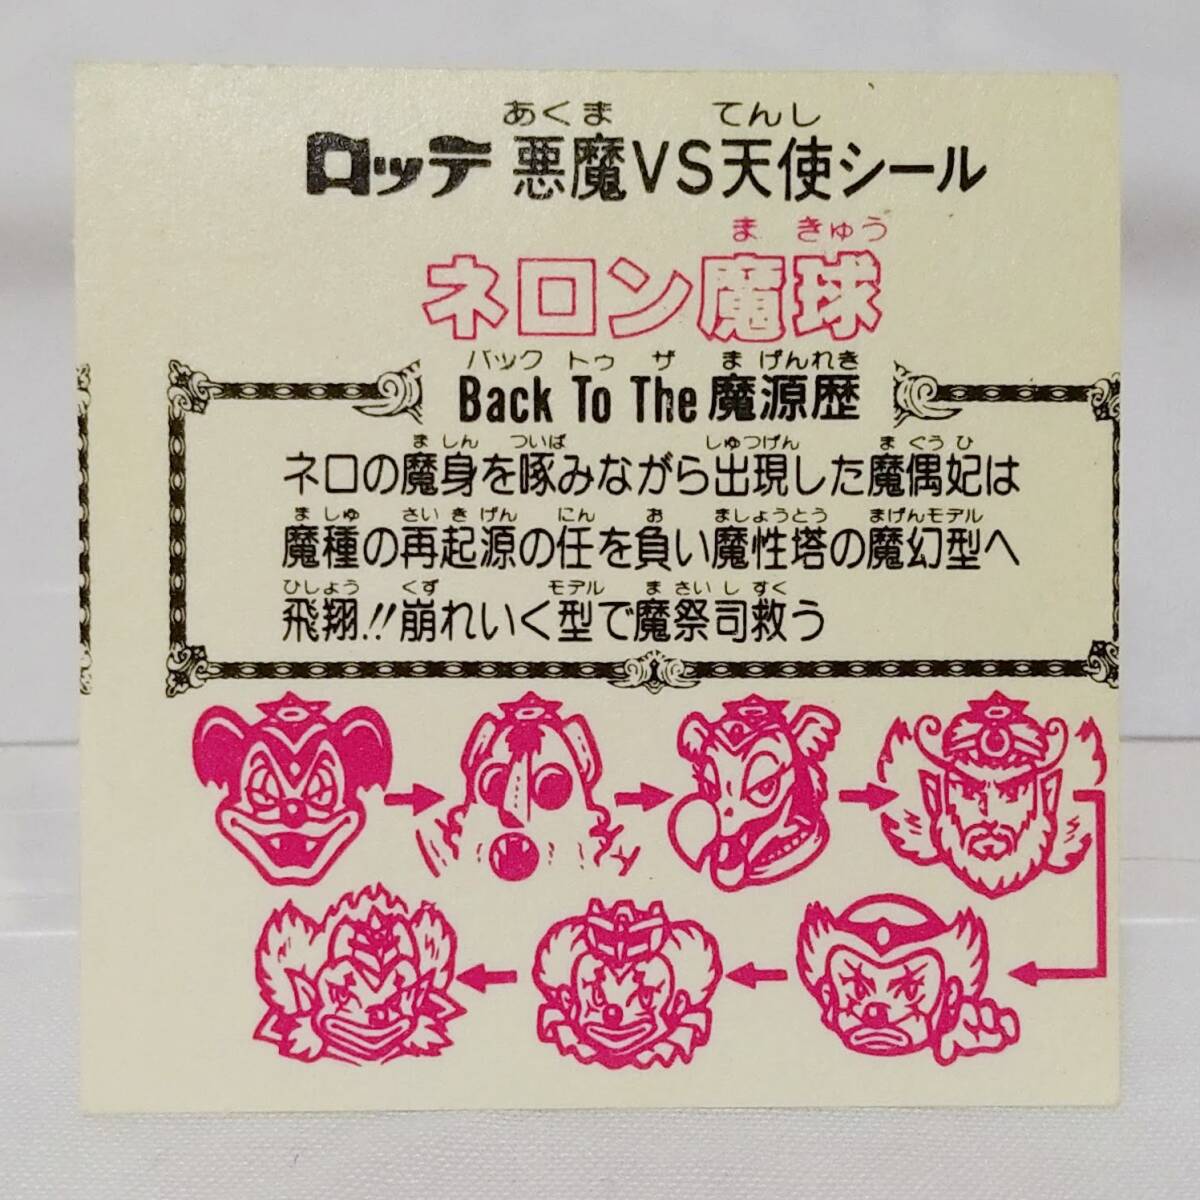 あくま てんし
ロッテ 悪魔VS天使シール
ま きゅう
ネロン魔球
バック トゥ ザ ま げんれき
Back To The 魔源歴
ま しん ついば しゅつげん ま ぐう ひ
ネロの魔身を啄みながら出現した魔偶妃は
ま しゅ さい き げん にん お ましょうとう まげんモデル
魔種の再起源の任を負い魔性塔の魔幻型へ
ひしょう くず モデル ま さい し すく
飛翔!!崩れいく型で魔祭司救う